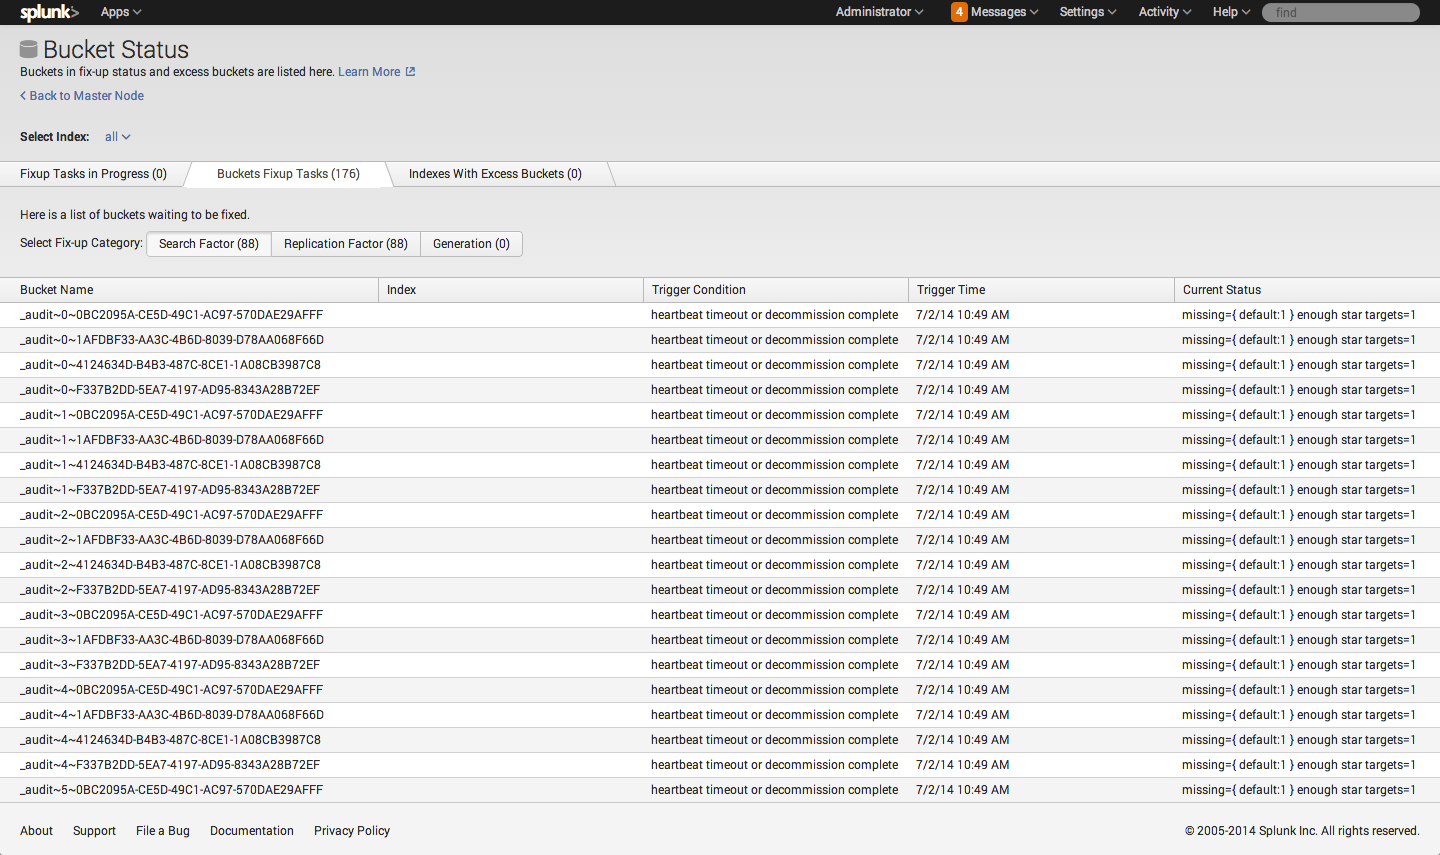 splunk> Apps Administrator 4 Messages Settings Activity Help find
Bucket Status
Buckets in fix-up status and excess buckets are listed here. Learn More
Back to Master Node
Select Index: all
Fixup Tasks in Progress (0) Buckets Fixup Tasks (176) Indexes With Excess Buckets (0)
Here is a list of buckets waiting to be fixed.
Select Fix-up Category: Search Factor (88) Replication Factor (88) Generation (0)
Bucket Name Index Trigger Condition Trigger Time Current Status
_audit~0~0BC2095A-CE5D-49C1-AC97-570DAE29AFFF heartbeat timeout or decommission complete 7/2/14 10:49 AM missing={ default:1 } enough star targets=1
_audit~0~1AFDBF33-AA3C-4B6D-8039-D78AA068F66D heartbeat timeout or decommission complete 7/2/14 10:49 AM missing={ default:1 } enough star targets=1
_audit~0~4124634D-B4B3-487C-8CE1-1A08CB3987C8 heartbeat timeout or decommission complete 7/2/14 10:49 AM missing={ default:1 } enough star targets=1
_audit~0~F337B2DD-5EA7-4197-AD95-8343A28B72EF heartbeat timeout or decommission complete 7/2/14 10:49 AM missing={ default:1 } enough star targets=1
_audit~1~0BC2095A-CE5D-49C1-AC97-570DAE29AFFF heartbeat timeout or decommission complete 7/2/14 10:49 AM missing={ default:1 } enough star targets=1
_audit~1~1AFDBF33-AA3C-4B6D-8039-D78AA068F66D heartbeat timeout or decommission complete 7/2/14 10:49 AM missing={ default:1 } enough star targets=1
_audit~1~4124634D-B4B3-487C-8CE1-1A08CB3987C8 heartbeat timeout or decommission complete 7/2/14 10:49 AM missing={ default:1 } enough star targets=1
_audit~1~F337B2DD-5EA7-4197-AD95-8343A28B72EF heartbeat timeout or decommission complete 7/2/14 10:49 AM missing={ default:1 } enough star targets=1
_audit~2~0BC2095A-CE5D-49C1-AC97-570DAE29AFFF heartbeat timeout or decommission complete 7/2/14 10:49 AM missing={ default:1 } enough star targets=1
_audit~2~1AFDBF33-AA3C-4B6D-8039-D78AA068F66D heartbeat timeout or decommission complete 7/2/14 10:49 AM missing={ default:1 } enough star targets=1
_audit~2~4124634D-B4B3-487C-8CE1-1A08CB3987C8 heartbeat timeout or decommission complete 7/2/14 10:49 AM missing={ default:1 } enough star targets=1
_audit~2~F337B2DD-5EA7-4197-AD95-8343A28B72EF heartbeat timeout or decommission complete 7/2/14 10:49 AM missing={ default:1 } enough star targets=1
_audit~3~0BC2095A-CE5D-49C1-AC97-570DAE29AFFF heartbeat timeout or decommission complete 7/2/14 10:49 AM missing={ default:1 } enough star targets=1
_audit~3~1AFDBF33-AA3C-4B6D-8039-D78AA068F66D heartbeat timeout or decommission complete 7/2/14 10:49 AM missing={ default:1 } enough star targets=1
_audit~3~F337B2DD-5EA7-4197-AD95-8343A28B72EF heartbeat timeout or decommission complete 7/2/14 10:49 AM missing={ default:1 } enough star targets=1
_audit~4~0BC2095A-CE5D-49C1-AC97-570DAE29AFFF heartbeat timeout or decommission complete 7/2/14 10:49 AM missing={ default:1 } enough star targets=1
_audit~4~1AFDBF33-AA3C-4B6D-8039-D78AA068F66D heartbeat timeout or decommission complete 7/2/14 10:49 AM missing={ default:1 } enough star targets=1
_audit~4~4124634D-B4B3-487C-8CE1-1A08CB3987C8 heartbeat timeout or decommission complete 7/2/14 10:49 AM missing={ default:1 } enough star targets=1
_audit~4~F337B2DD-5EA7-4197-AD95-8343A28B72EF heartbeat timeout or decommission complete 7/2/14 10:49 AM missing={ default:1 } enough star targets=1
_audit~5~0BC2095A-CE5D-49C1-AC97-570DAE29AFFF heartbeat timeout or decommission complete 7/2/14 10:49 AM missing={ default:1 } enough star targets=1
About Support File a Bug Documentation Privacy Policy © 2005-2014 Splunk Inc. All rights reserved.